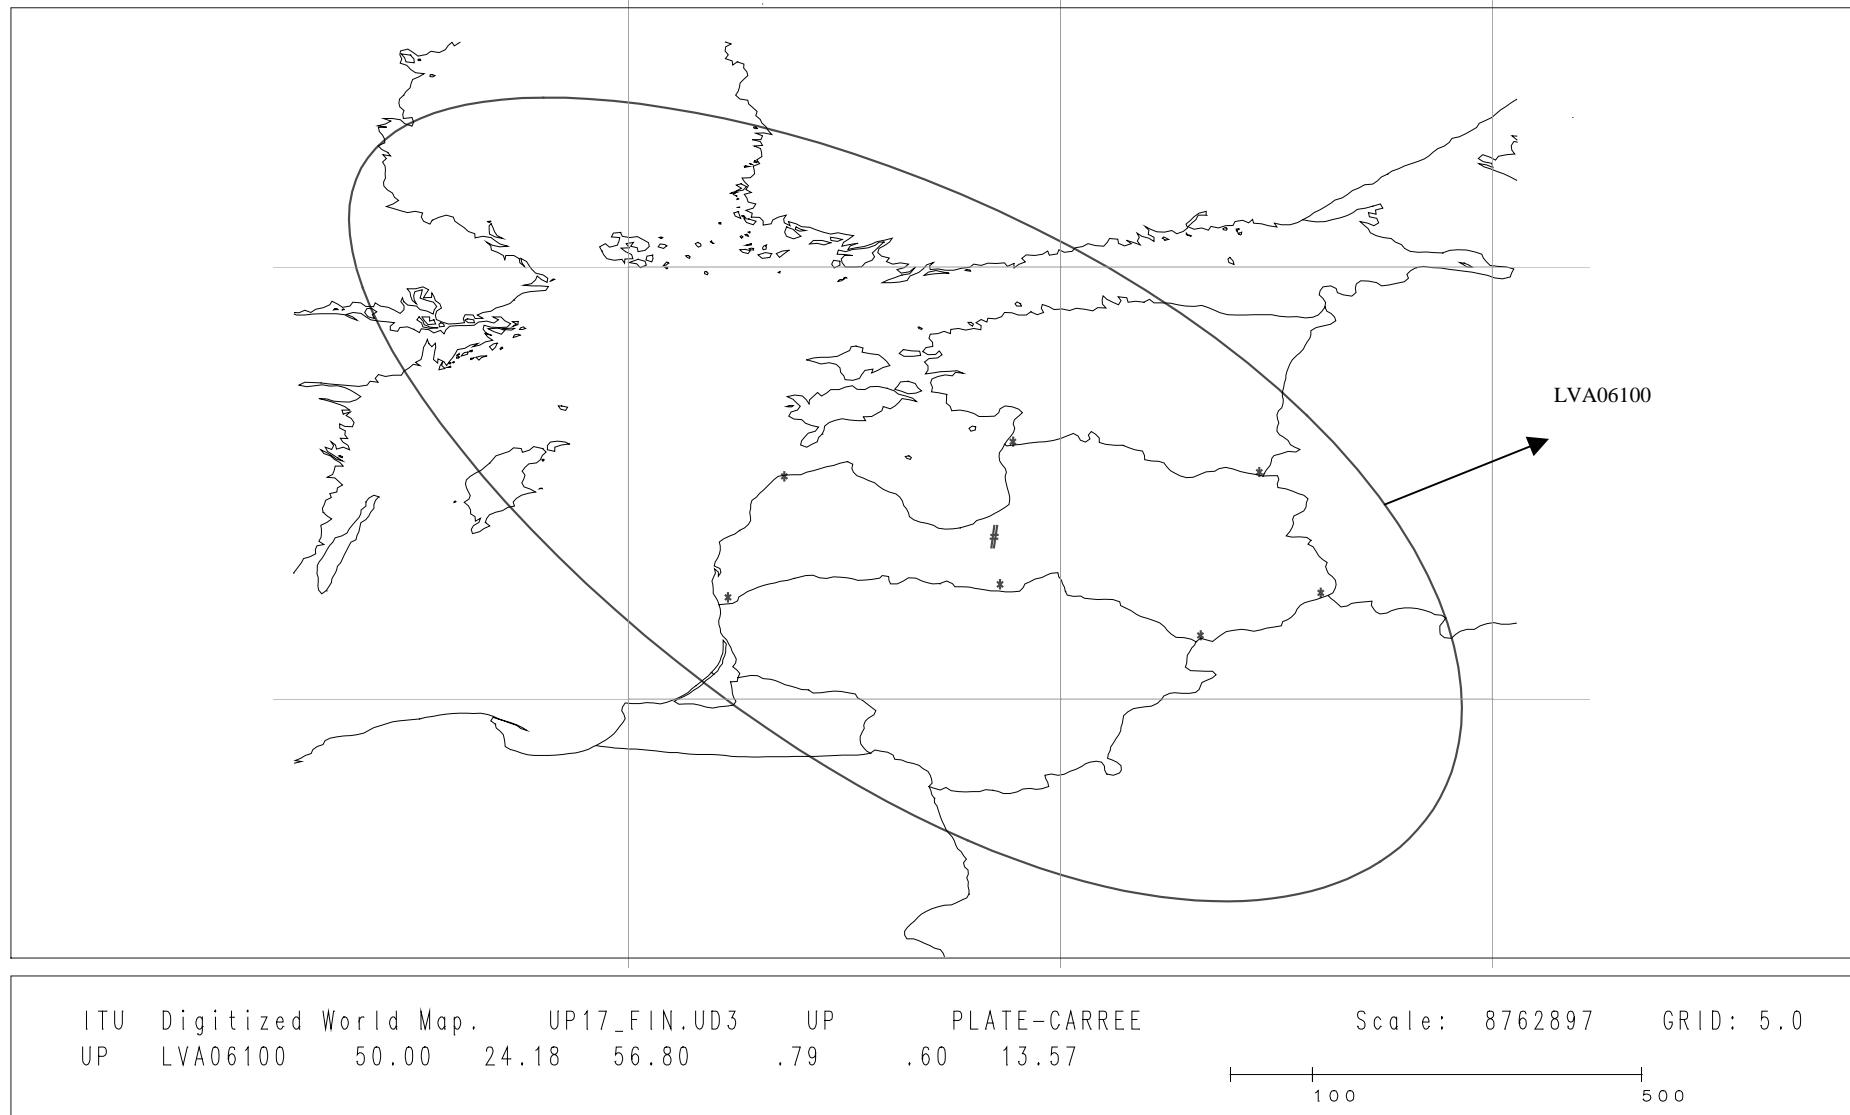 LVA06100
ITU Digitized World Map. UP17_FIN.UD3 UP PLATE-CARREE Scale: 8762897 GRID: 5.0
UP LVA06100 50.00 24.18 56.80 .79 .60 13.57
100 500